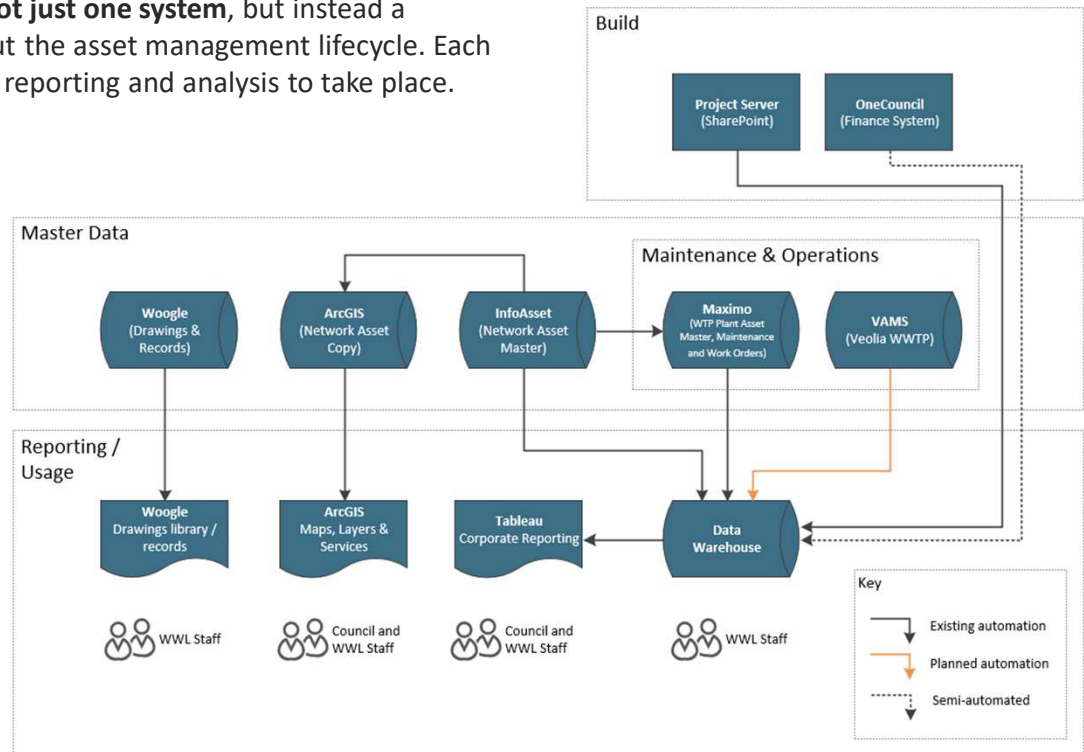 ot just one system, but instead a
ut the asset management lifecycle. Each
reporting and analysis to take place.
Build
Project Server
(SharePoint)
OneCouncil
(Finance System)
Master Data
Maintenance & Operations
Woogle
(Drawings &
Records)
ArcGIS
(Network Asset
Copy)
InfoAsset
(Network Asset
Master)
Maximo
(WTP Plant Asset
Master, Maintenance
and Work Orders)
VAMS
(Veolia WWTP)
Reporting /
Usage
Woogle
Drawings library /
records
ArcGIS
Maps, Layers &
Services
Tableau
Corporate Reporting
Data
Warehouse
WWL Staff
Council and
WWL Staff
Council and
WWL Staff
WWL Staff
Key
Existing automation
Planned automation
Semi-automated